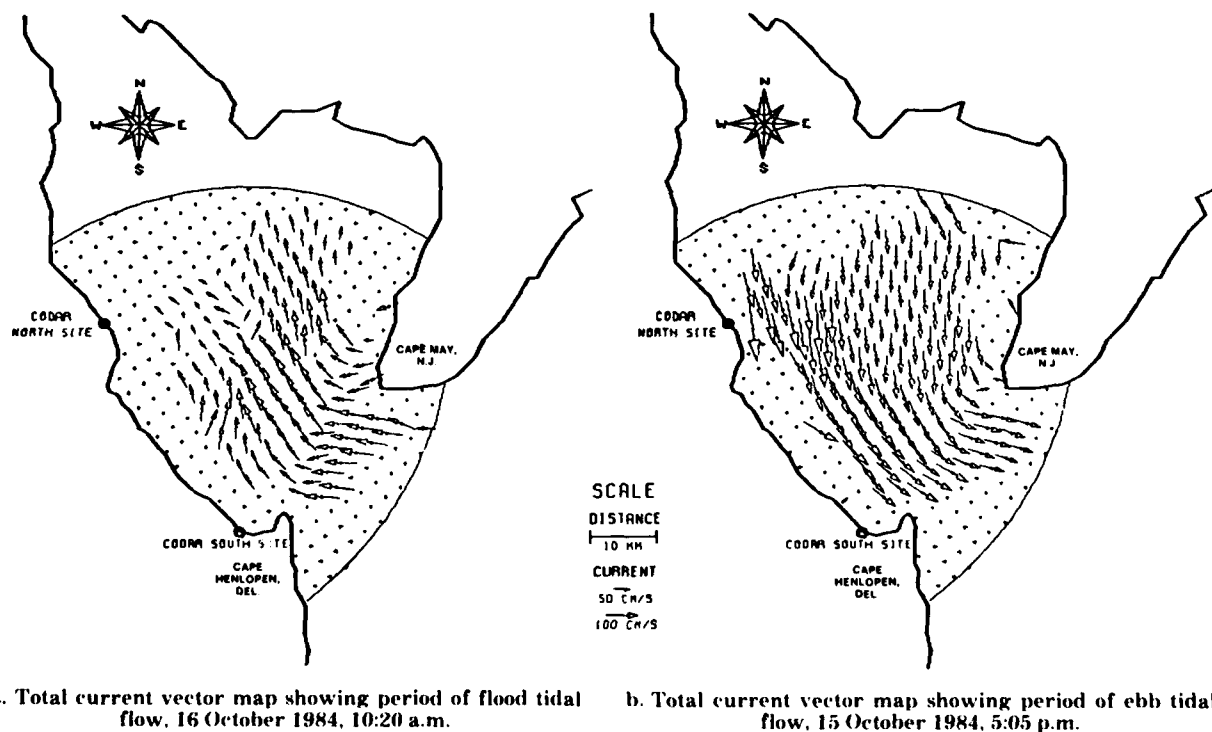 N
W E
S
CODAR
NORTH SITE
CAPE MAY,
N.J.
CODAR SOUTH SITE
CAPE
HENLOPEN,
DEL
SCALE
DISTANCE
10 KM
CURRENT
50 CM/S
100 CM/S
N
W E
S
CODAR
NORTH SITE
CAPE MAY,
N.J.
CODAR SOUTH SITE
CAPE
HENLOPEN,
DEL
. Total current vector map showing period of flood tidal
flow, 16 October 1984, 10:20 a.m.
b. Total current vector map showing period of ebb tidal
flow, 15 October 1984, 5:05 p.m.